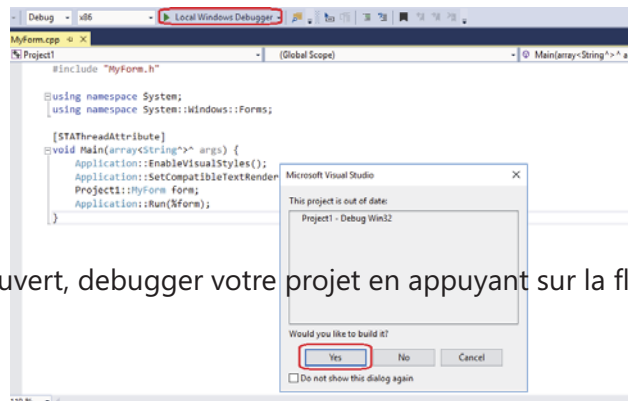 Debug x86 Local Windows Debugger
MyForm.cpp
Project1 (Global Scope) Main(array<String^>^ a
#include "MyForm.h"
using namespace System;
using namespace System::Windows::Forms;
[STAThreadAttribute]
void Main(array<String^>^ args) {
Application::EnableVisualStyles();
Application::SetCompatibleTextRender
Project1::MyForm form;
Application::Run(%form);
}
Microsoft Visual Studio
This project is out of date:
Project1 - Debug Win32
uvert, debugger votre projet en appuyant sur la fl
Would you like to build it?
Yes No Cancel
Do not show this dialog again